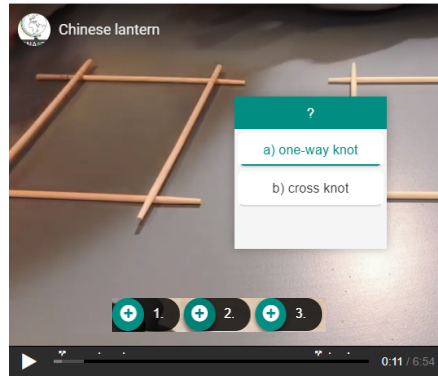 Chinese lantern
?
a) one-way knot
b) cross knot
1.
2.
3.
0:11 / 6:54